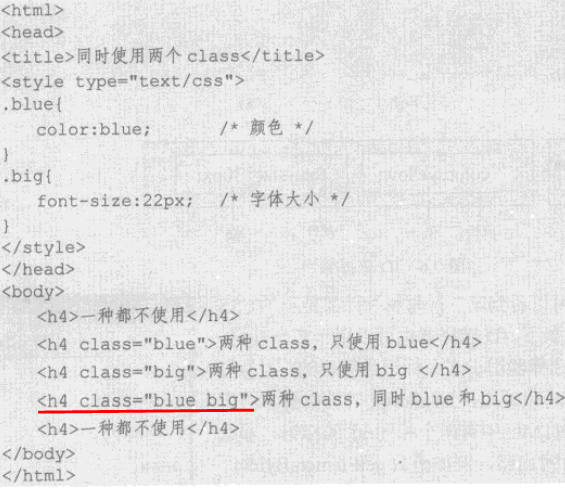 <html>
<head>
<title>同时使用两个 class</title>
<style type="text/css">
.blue{
color:blue; /* 颜色 */
}
.big{
font-size:22px; /* 字体大小 */
}
</style>
</head>
<body>
<h4>一种都不使用</h4>
<h4 class="blue">两种 class，只使用 blue</h4>
<h4 class="big">两种 class，只使用 big </h4>
<h4 class="blue big">两种 class，同时 blue 和 big</h4>
<h4>一种都不使用</h4>
</body>
</html>